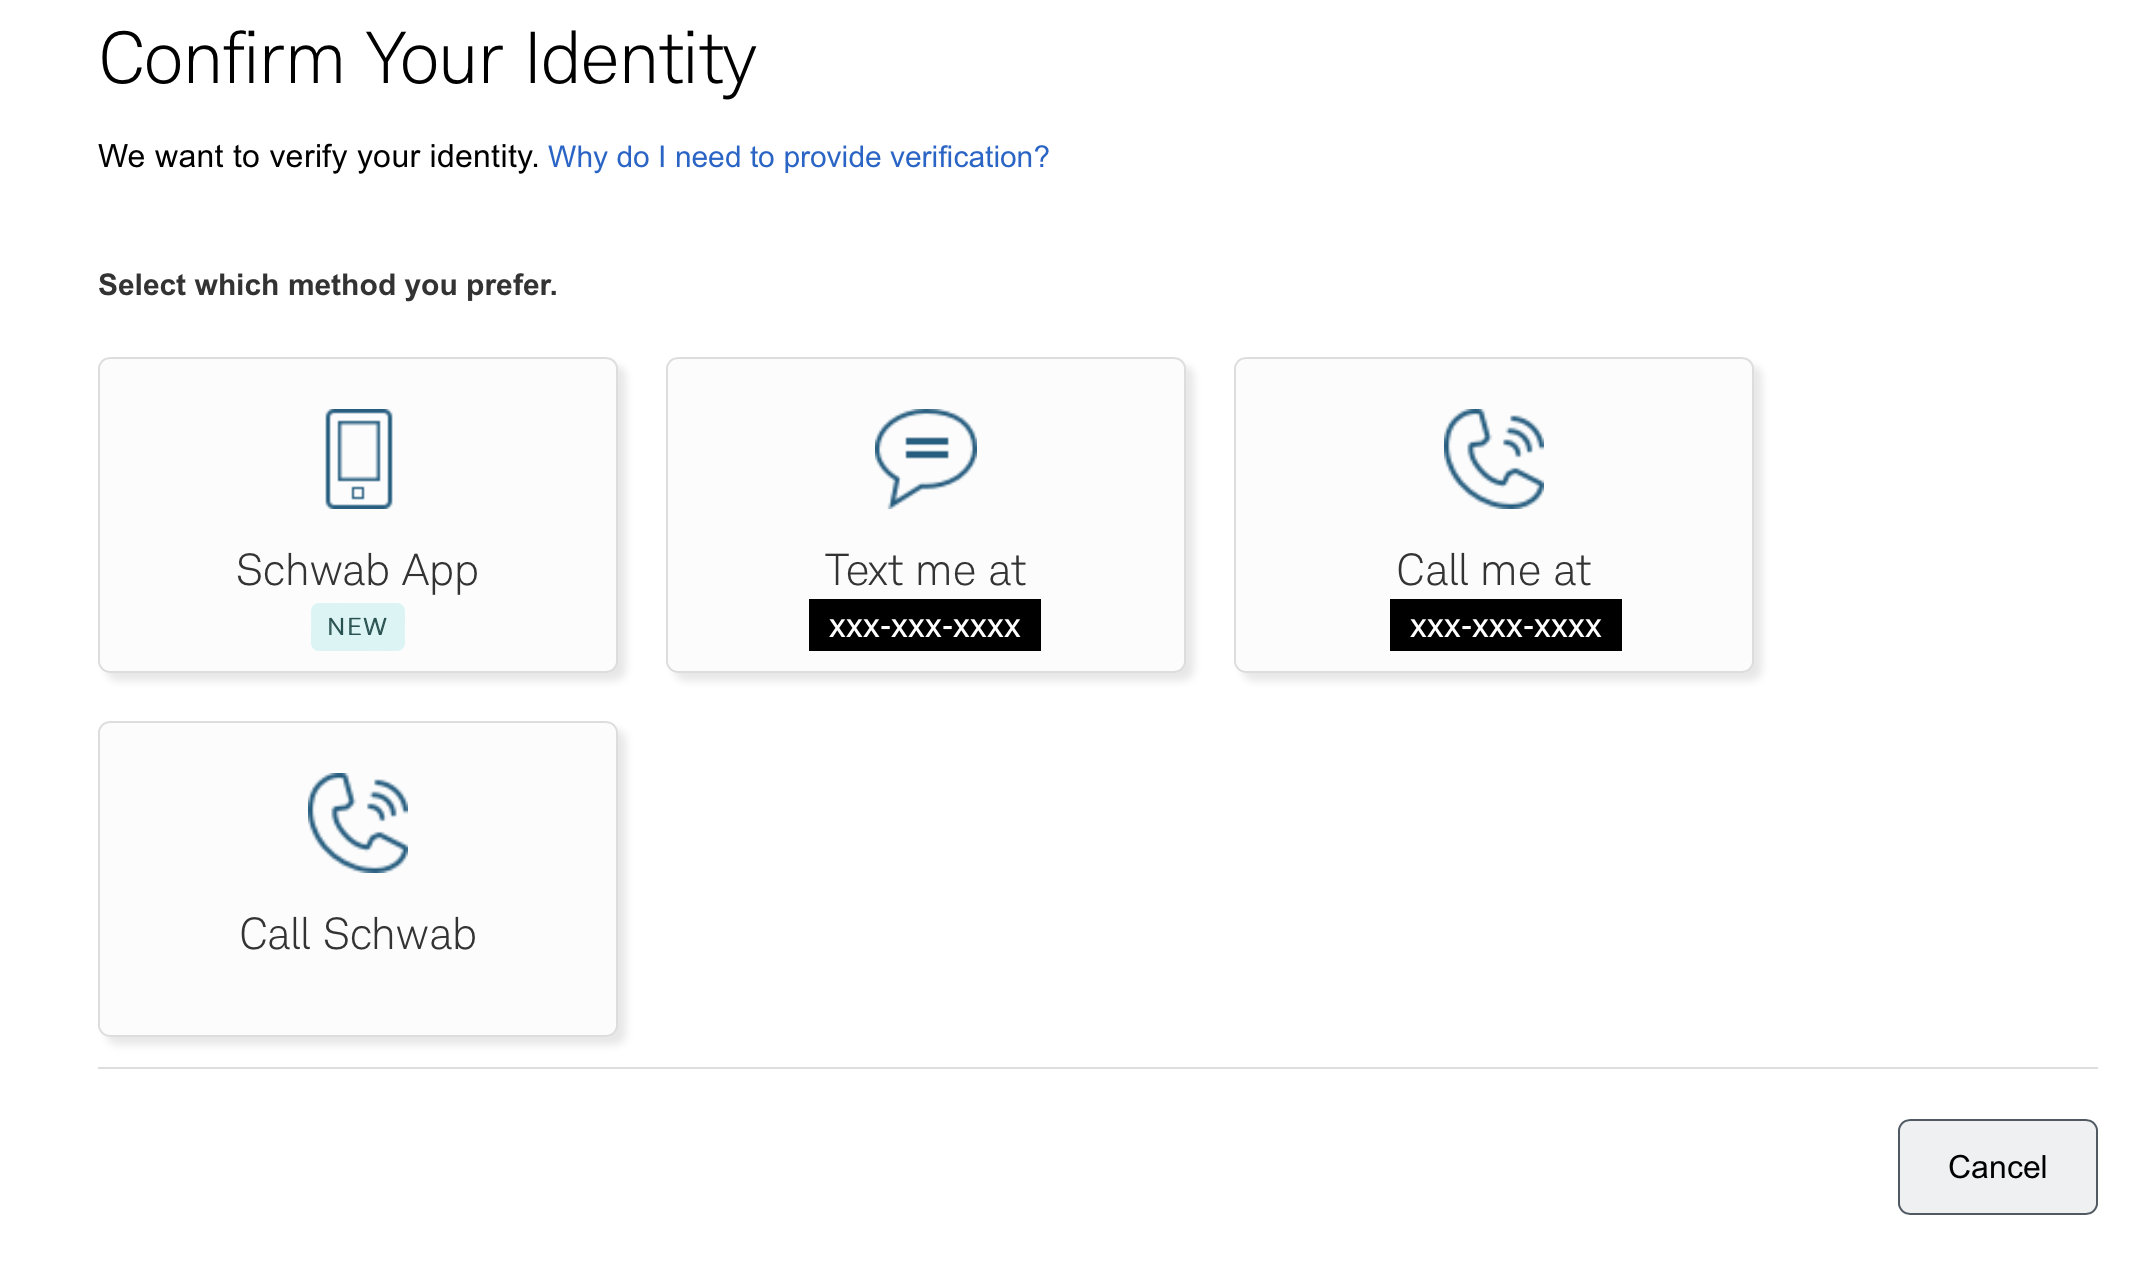 Confirm Your Identity
We want to verify your identity. Why do I need to provide verification?
Select which method you prefer.
Schwab App
NEW
Text me at
xxx-xxx-xxxx
Call me at
xxx-xxx-xxxx
Call Schwab
Cancel